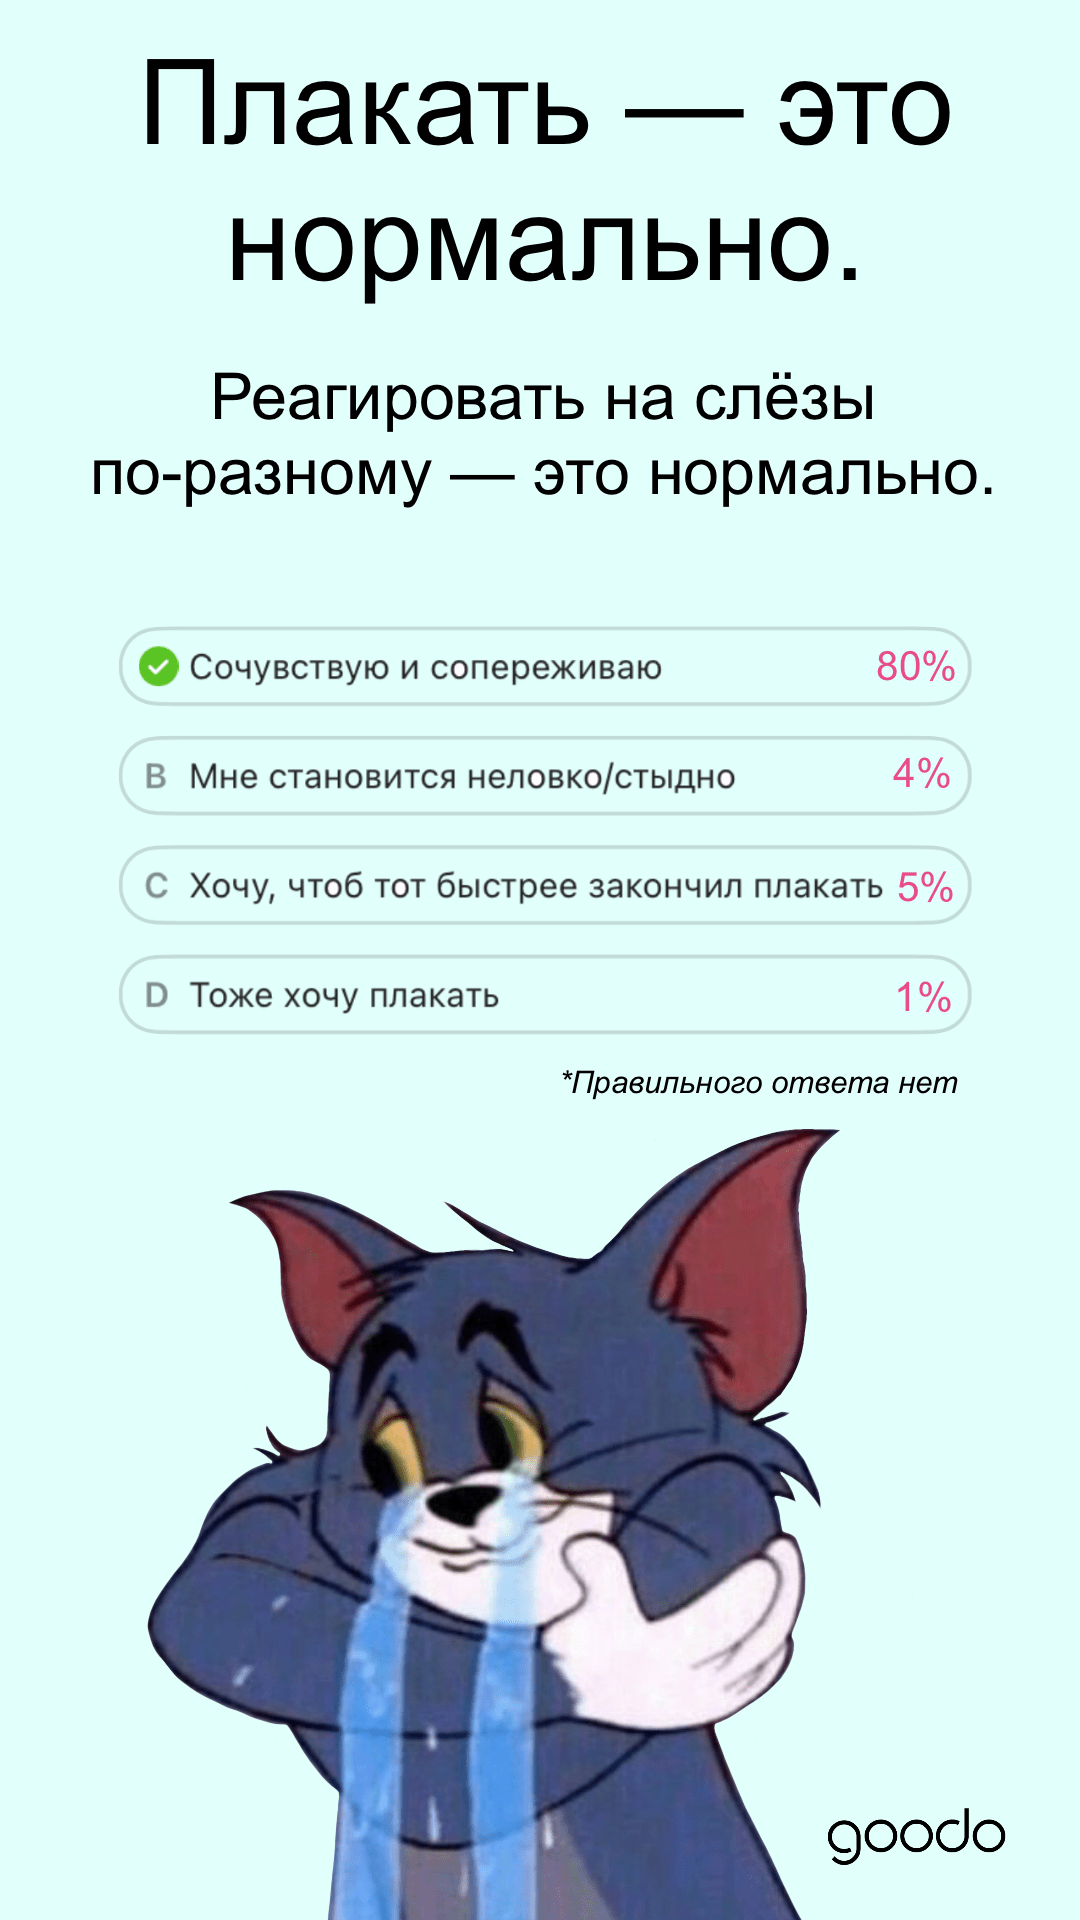 Плакать — это
нормально.
Реагировать на слёзы
по-разному — это нормально.
Сочувствую и сопереживаю 80%
B Мне становится неловко/стыдно 4%
C Хочу, чтоб тот быстрее закончил плакать 5%
D Тоже хочу плакать 1%
*Правильного ответа нет
goodo